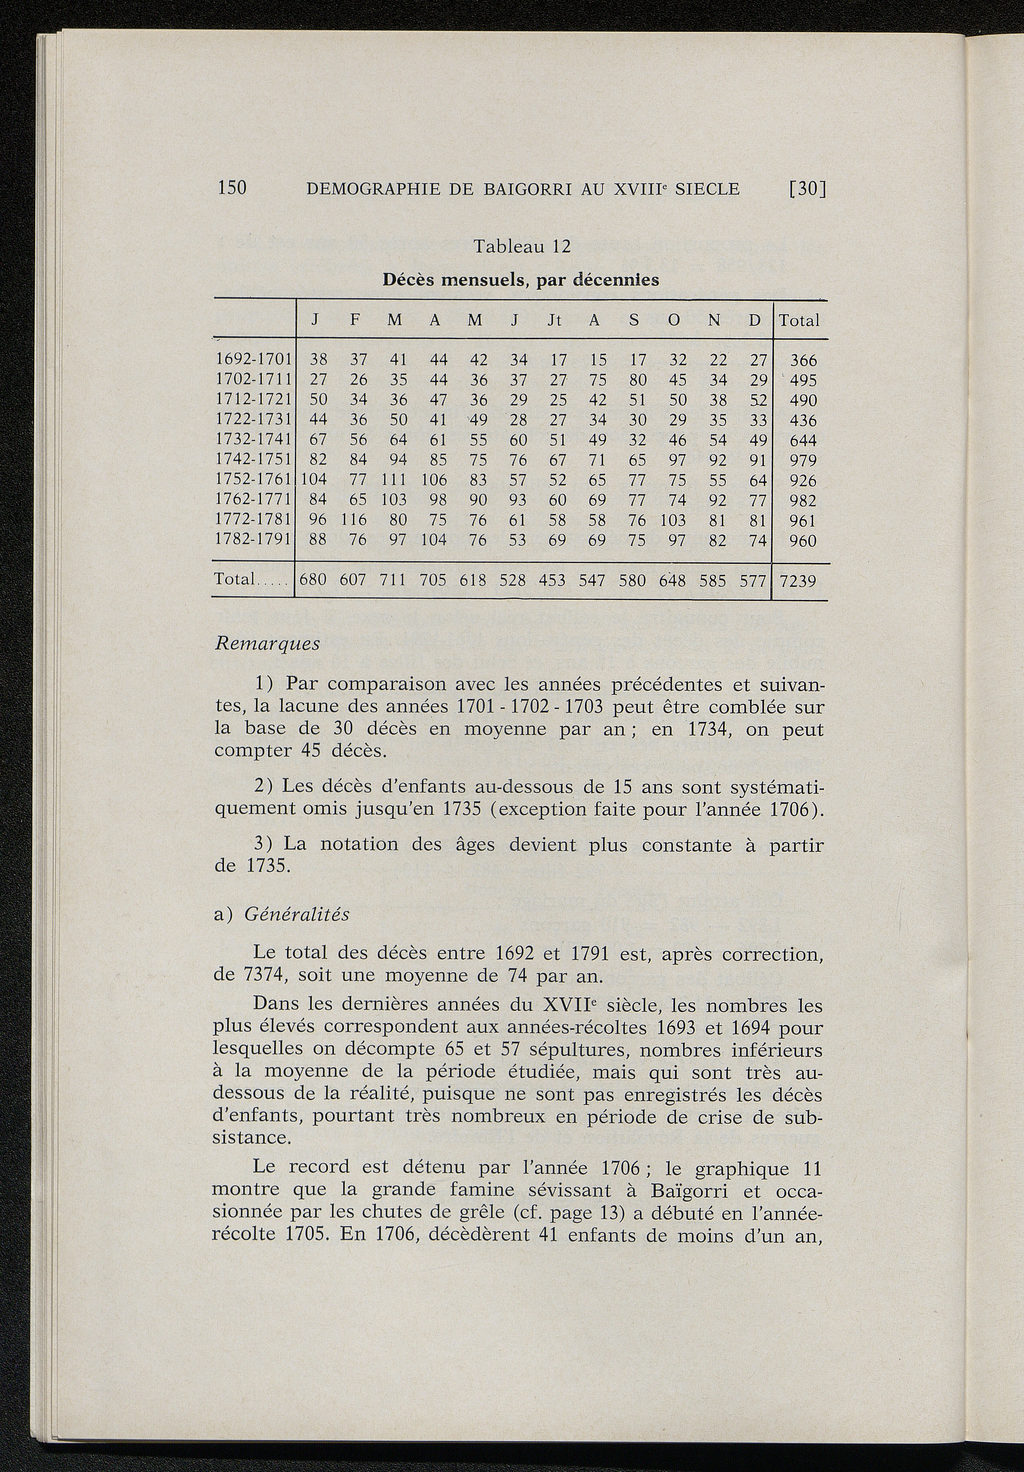 150 DEMOGRAPHIE DE BAIGORRI AU XVIIIe SIECLE [30]
Tableau 12
Décès mensuels, par décennies
J F M A M J Jt A S O N D Total
1692-1701 38 37 41 44 42 34 17 15 17 32 22 27 366
1702-1711 27 26 35 44 36 37 27 75 80 45 34 29 495
1712-1721 50 34 36 47 36 29 25 42 51 50 38 52 490
1722-1731 44 36 50 41 49 28 27 34 30 29 35 33 436
1732-1741 67 56 64 61 55 60 51 49 32 46 54 49 644
1742-1751 82 84 94 85 75 76 67 71 65 97 92 91 979
1752-1761 104 77 111 106 83 57 52 65 77 75 55 64 926
1762-1771 84 65 103 98 90 93 60 69 77 74 92 77 982
1772-1781 96 116 80 75 76 61 58 58 76 103 81 81 961
1782-1791 88 76 97 104 76 53 69 69 75 97 82 74 960
Total..... 680 607 711 705 618 528 453 547 580 648 585 577 7239
Remarques
1) Par comparaison avec les années précédentes et suivan-
tes, la lacune des années 1701 - 1702 - 1703 peut être comblée sur
la base de 30 décès en moyenne par an ; en 1734, on peut
compter 45 décès.
2) Les décès d'enfants au-dessous de 15 ans sont systémati-
quement omis jusqu'en 1735 (exception faite pour l'année 1706).
3) La notation des âges devient plus constante à partir
de 1735.
a) Généralités
Le total des décès entre 1692 et 1791 est, après correction,
de 7374, soit une moyenne de 74 par an.
Dans les dernières années du XVIIe siècle, les nombres les
plus élevés correspondent aux années-récoltes 1693 et 1694 pour
lesquelles on décompte 65 et 57 sépultures, nombres inférieurs
à la moyenne de la période étudiée, mais qui sont très au-
dessous de la réalité, puisque ne sont pas enregistrés les décès
d'enfants, pourtant très nombreux en période de crise de sub-
sistance.
Le record est détenu par l'année 1706 ; le graphique 11
montre que la grande famine sévissant à Baïgorri et occa-
sionnée par les chutes de grêle (cf. page 13) a débuté en l'année-
récolte 1705. En 1706, décèdèrent 41 enfants de moins d'un an,